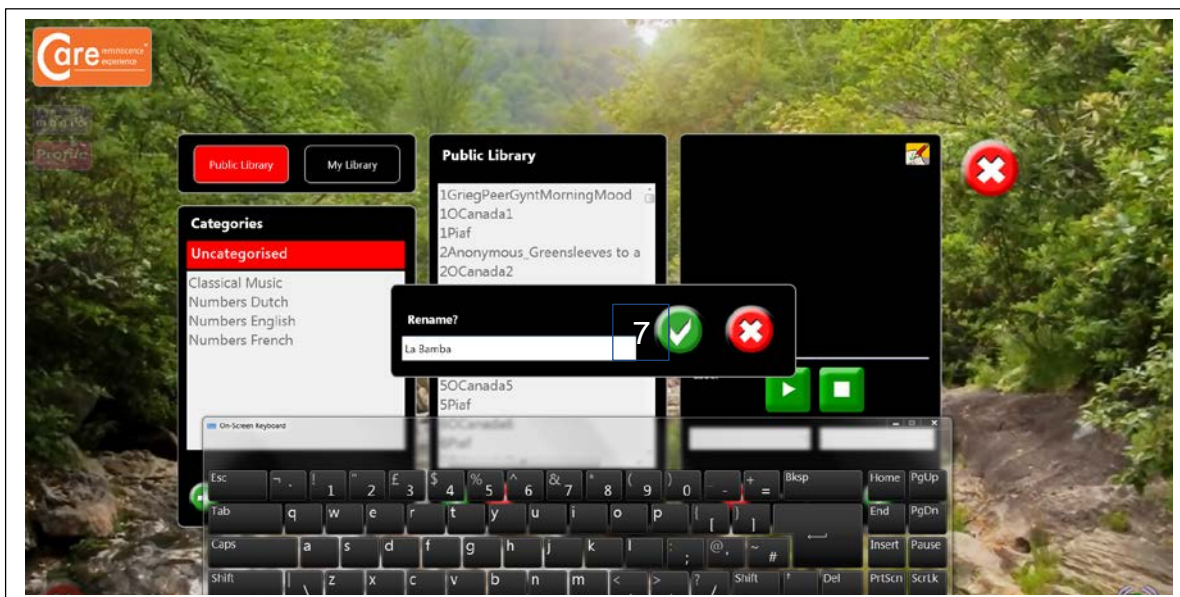 Care reminiscence experience
Profile
Public Library
My Library
Categories
Uncategorised
Classical Music
Numbers Dutch
Numbers English
Numbers French
Public Library
1GriegPeerGyntMorningMood
1OCanada1
1Piaf
2Anonymous_Greensleeves to a
2OCanada2
5OCanada5
5Piaf
6OCanada6
6Piaf
Rename?
La Bamba
7
On-Screen Keyboard
Esc ¬ . ! 1 " 2 £ 3 $ 4 % 5 ^ 6 & 7 * 8 ( 9 ) 0 _ - + = Bksp Home PgUp
Tab q w e r t y u i o p { [ } ] End PgDn
Caps a s d f g h j k l : ; @ ' ~ # Insert Pause
Shift | \ z x c v b n m < > ? / Shift Del PrtScn ScrLk